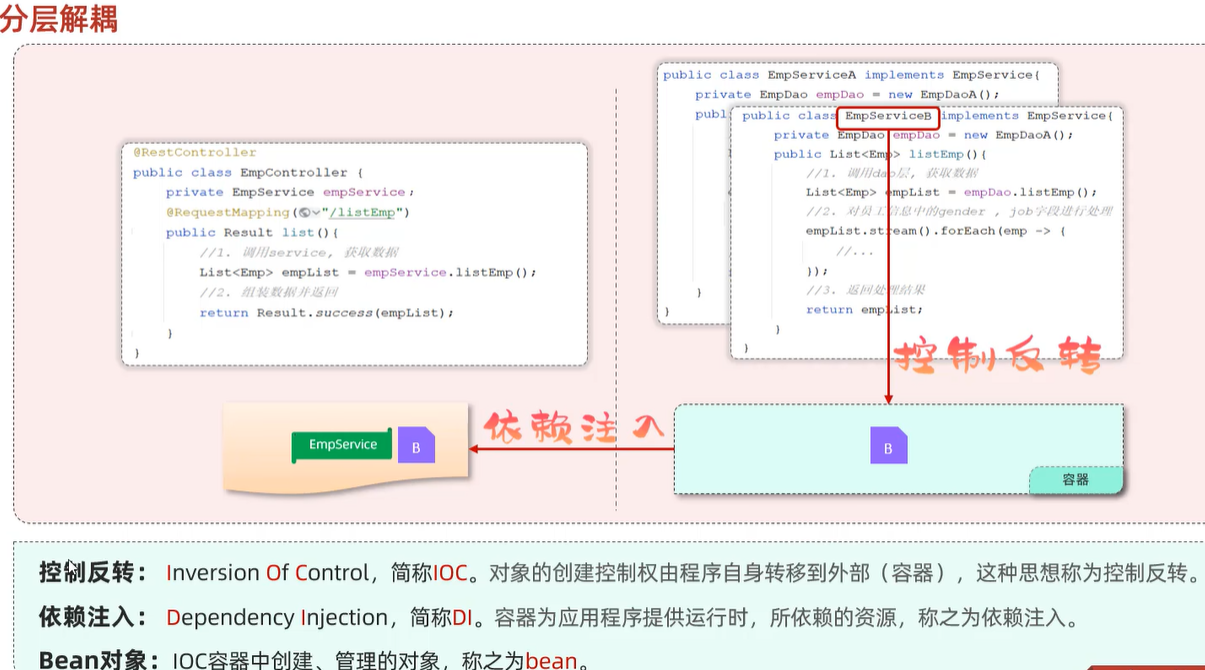 分层解耦
@RestController
public class EmpController {
private EmpService empService;
@RequestMapping("/listEmp")
public Result list(){
//1. 调用service, 获取数据
List<Emp> empList = empService.listEmp();
//2. 组装数据并返回
return Result.success(empList);
}
}
public class EmpServiceA implements EmpService{
private EmpDao empDao = new EmpDaoA();
publ
}
}
public class EmpServiceB implements EmpService{
private EmpDao empDao = new EmpDaoA();
public List<Emp> listEmp(){
//1. 调用dao层, 获取数据
List<Emp> empList = empDao.listEmp();
//2. 对员工信息中的gender , job字段进行处理
empList.stream().forEach(emp -> {
//...
});
//3. 返回处理结果
return empList;
}
}
控制反转
依赖注入
EmpService
B
B
容器
控制反转： Inversion Of Control，简称IOC。对象的创建控制权由程序自身转移到外部（容器），这种思想称为控制反转。
依赖注入： Dependency Injection，简称DI。容器为应用程序提供运行时，所依赖的资源，称之为依赖注入。
Bean对象： IOC容器中创建、管理的对象，称之为bean。